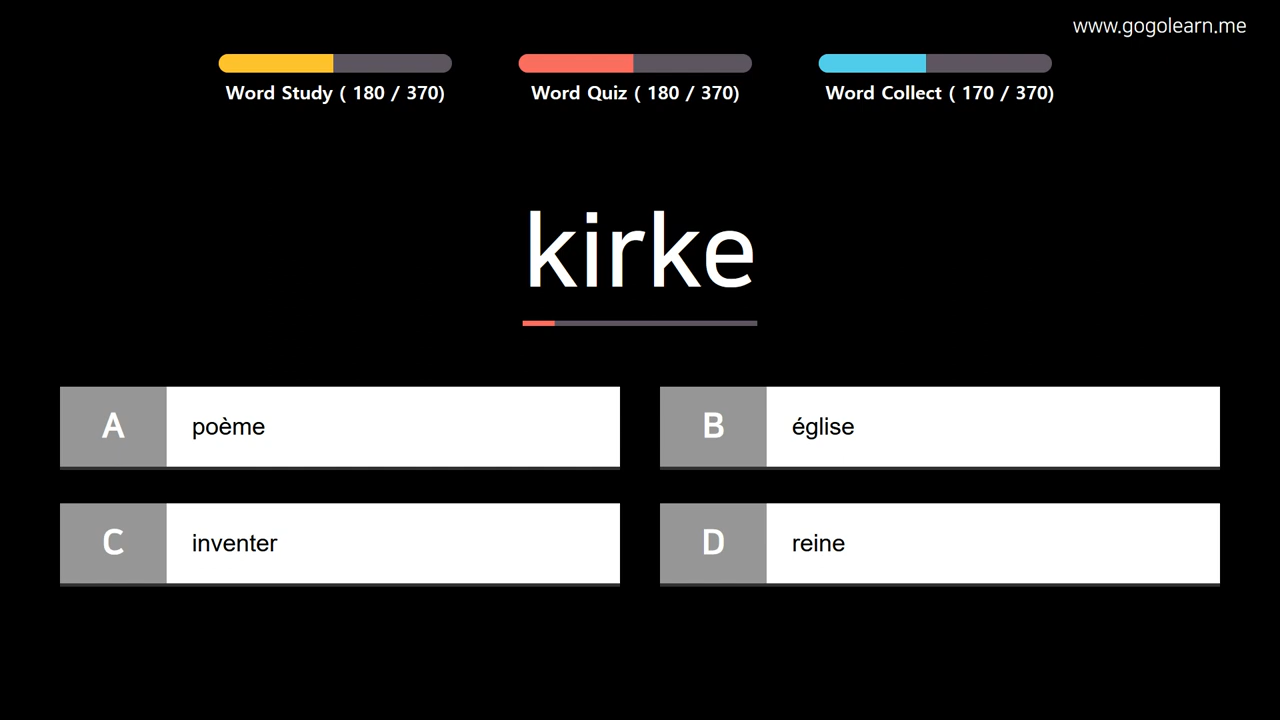 www.gogolearn.me
Word Study ( 180 / 370)
Word Quiz ( 180 / 370)
Word Collect ( 170 / 370)
kirke
A poème
B église
C inventer
D reine